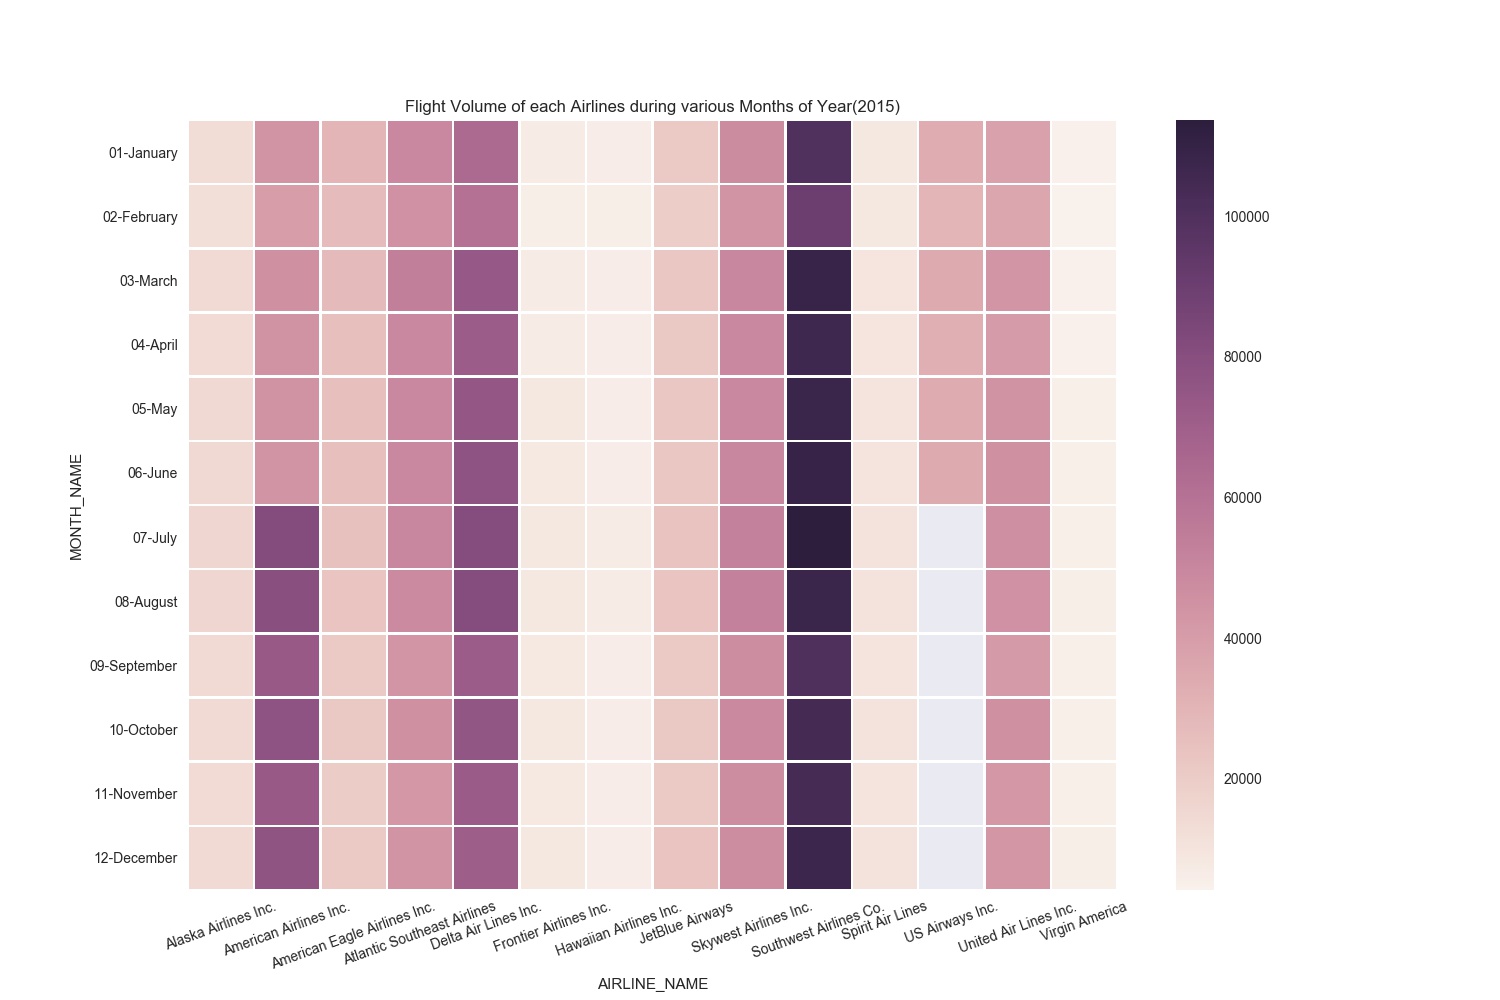 Flight Volume of each Airlines during various Months of Year(2015)
01-January
02-February
03-March
04-April
05-May
06-June
07-July
08-August
09-September
10-October
11-November
12-December
MONTH_NAME
Alaska Airlines Inc.
American Airlines Inc.
American Eagle Airlines Inc.
Atlantic Southeast Airlines
Delta Air Lines Inc.
Frontier Airlines Inc.
Hawaiian Airlines Inc.
JetBlue Airways
Skywest Airlines Inc.
Southwest Airlines Co.
Spirit Air Lines
US Airways Inc.
United Air Lines Inc.
Virgin America
AIRLINE_NAME
100000
80000
60000
40000
20000